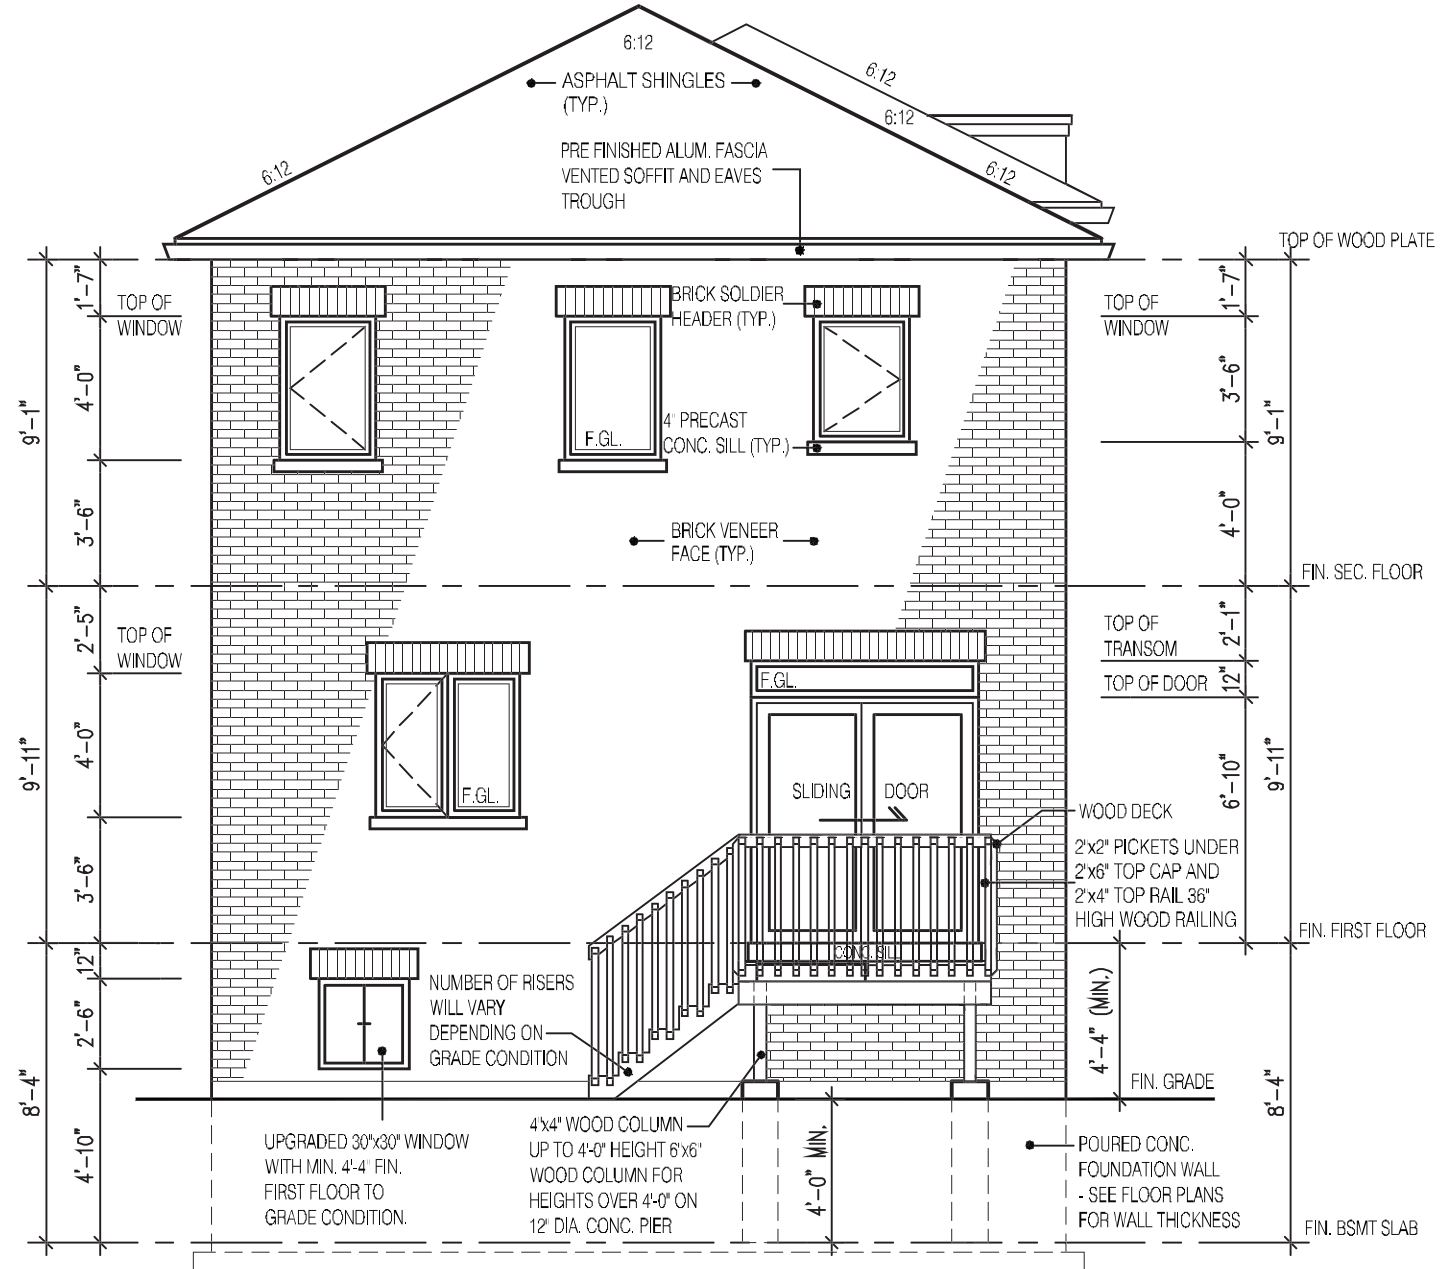 6:12
6:12
ASPHALT SHINGLES
(TYP.)
6:12
PRE FINISHED ALUM. FASCIA
VENTED SOFFIT AND EAVES
TROUGH
6:12
6:12
TOP OF WOOD PLATE
1'-7"
TOP OF
WINDOW
BRICK SOLDIER
HEADER (TYP.)
TOP OF
WINDOW
1'-7"
4'-0"
9'-1"
3'-6"
9'-1"
F.GL.
4" PRECAST
CONC. SILL (TYP.)
3'-6"
4'-0"
BRICK VENEER
FACE (TYP.)
FIN. SEC. FLOOR
2'-5"
TOP OF
WINDOW
TOP OF
TRANSOM
2'-1"
F.GL.
TOP OF DOOR
12"
4'-0"
9'-11"
F.GL.
SLIDING DOOR
6'-10"
9'-11"
WOOD DECK
2"x2" PICKETS UNDER
2"x6" TOP CAP AND
2"x4" TOP RAIL 36"
HIGH WOOD RAILING
3'-6"
FIN. FIRST FLOOR
12"
CONC. SILL
NUMBER OF RISERS
WILL VARY
DEPENDING ON
GRADE CONDITION
2'-6"
4'-4" (MIN.)
FIN. GRADE
8'-4"
8'-4"
4'-10"
UPGRADED 30"x30" WINDOW
WITH MIN. 4'-4" FIN.
FIRST FLOOR TO
GRADE CONDITION.
4"x4" WOOD COLUMN
UP TO 4'-0" HEIGHT 6"x6"
WOOD COLUMN FOR
HEIGHTS OVER 4'-0" ON
12" DIA. CONC. PIER
4'-0" MIN.
POURED CONC.
FOUNDATION WALL
- SEE FLOOR PLANS
FOR WALL THICKNESS
FIN. BSMT SLAB